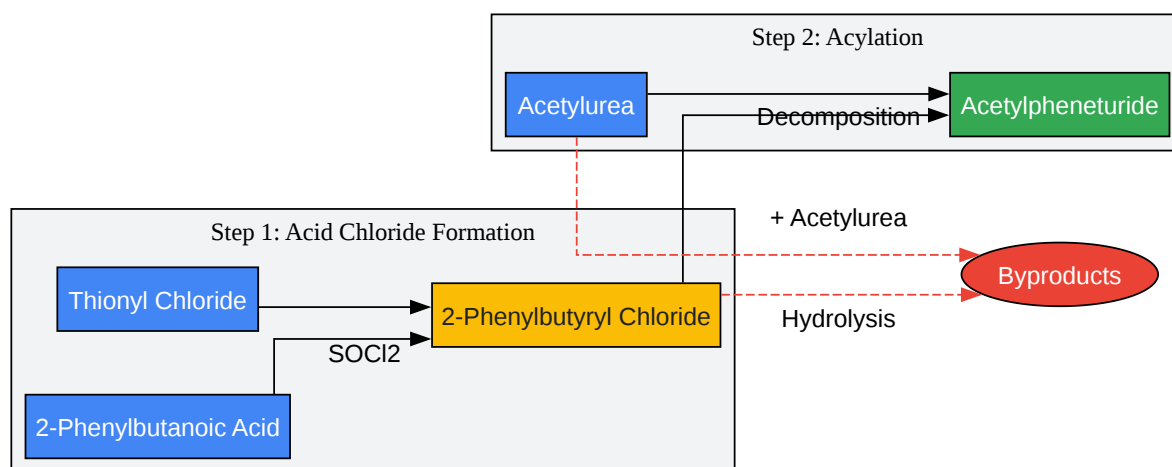 Step 2: Acylation
Acetylurea
Acetylpheneturide
Decomposition
+ Acetylurea
Step 1: Acid Chloride Formation
Byproducts
Thionyl Chloride
2-Phenylbutyryl Chloride
Hydrolysis
SOCl2
2-Phenylbutanoic Acid